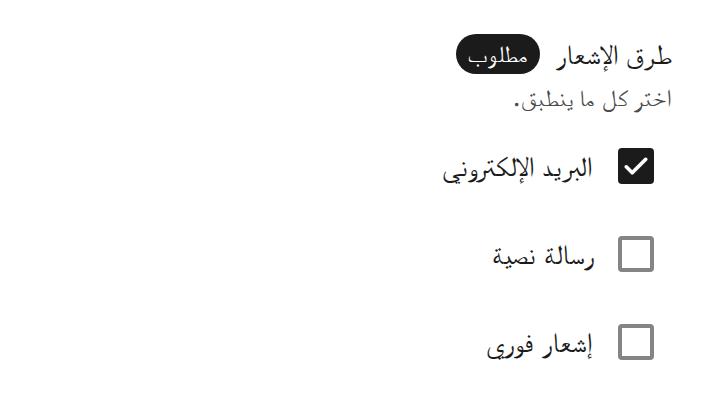 طرق الإشعار مطلوب
اختر كل ما ينطبق.
البريد الإلكتروني
رسالة نصية
إشعار فوري